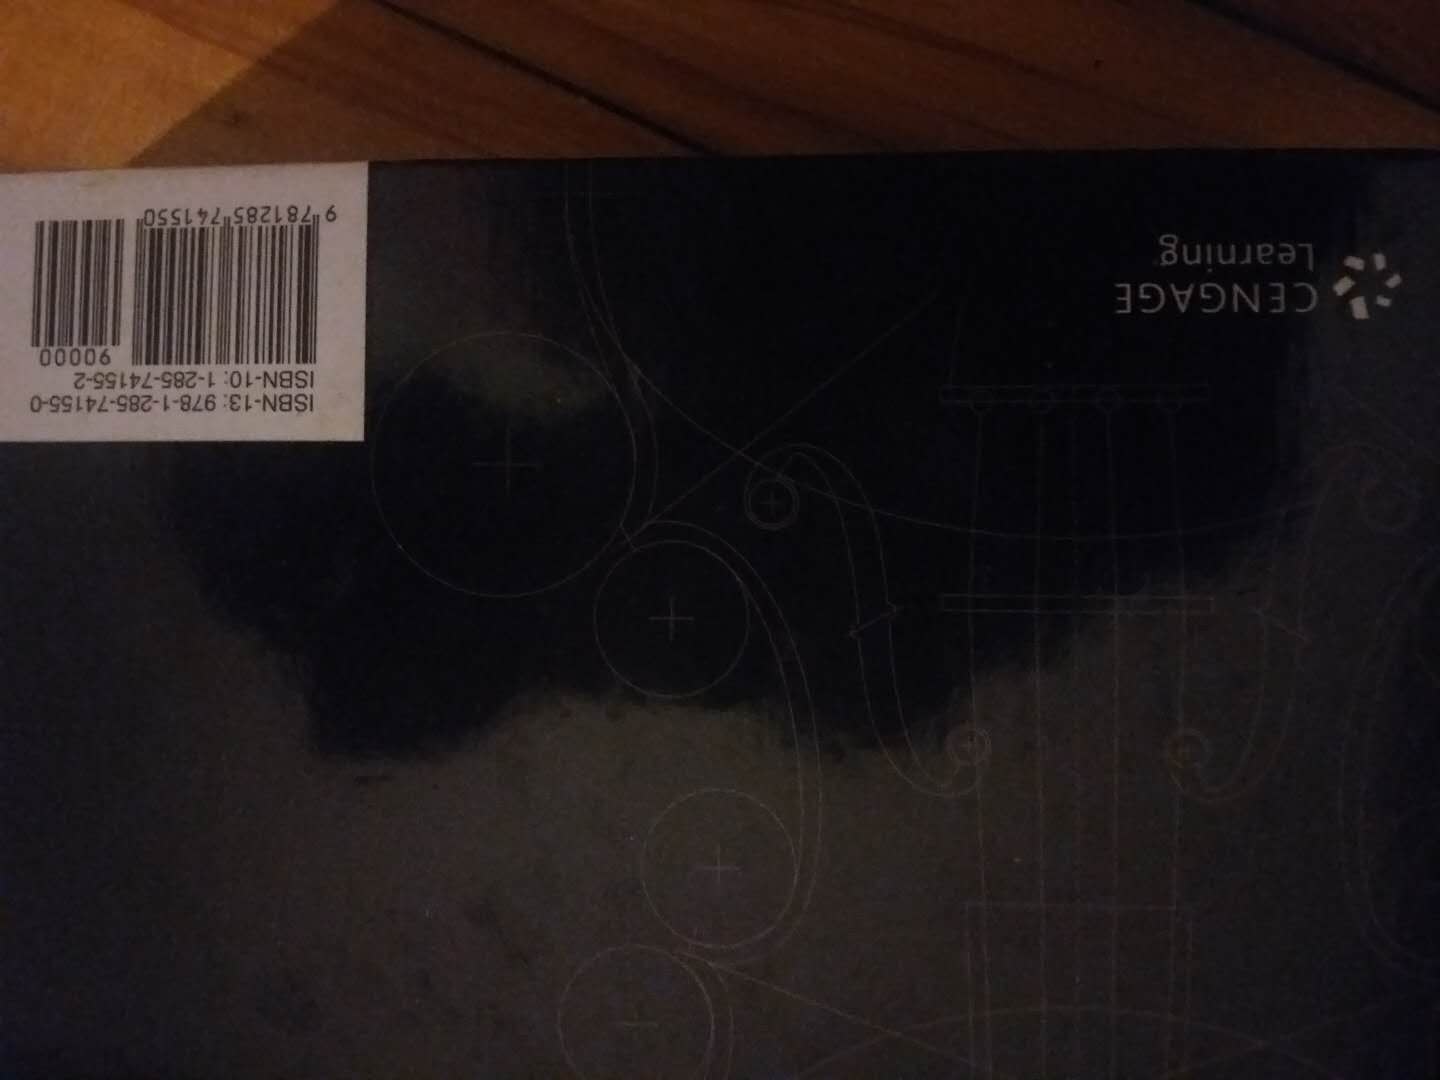 CENGAGE
Learning
ISBN-13: 978-1-285-74155-0
ISBN-10: 1-285-74155-2
90000
9 781285 741550